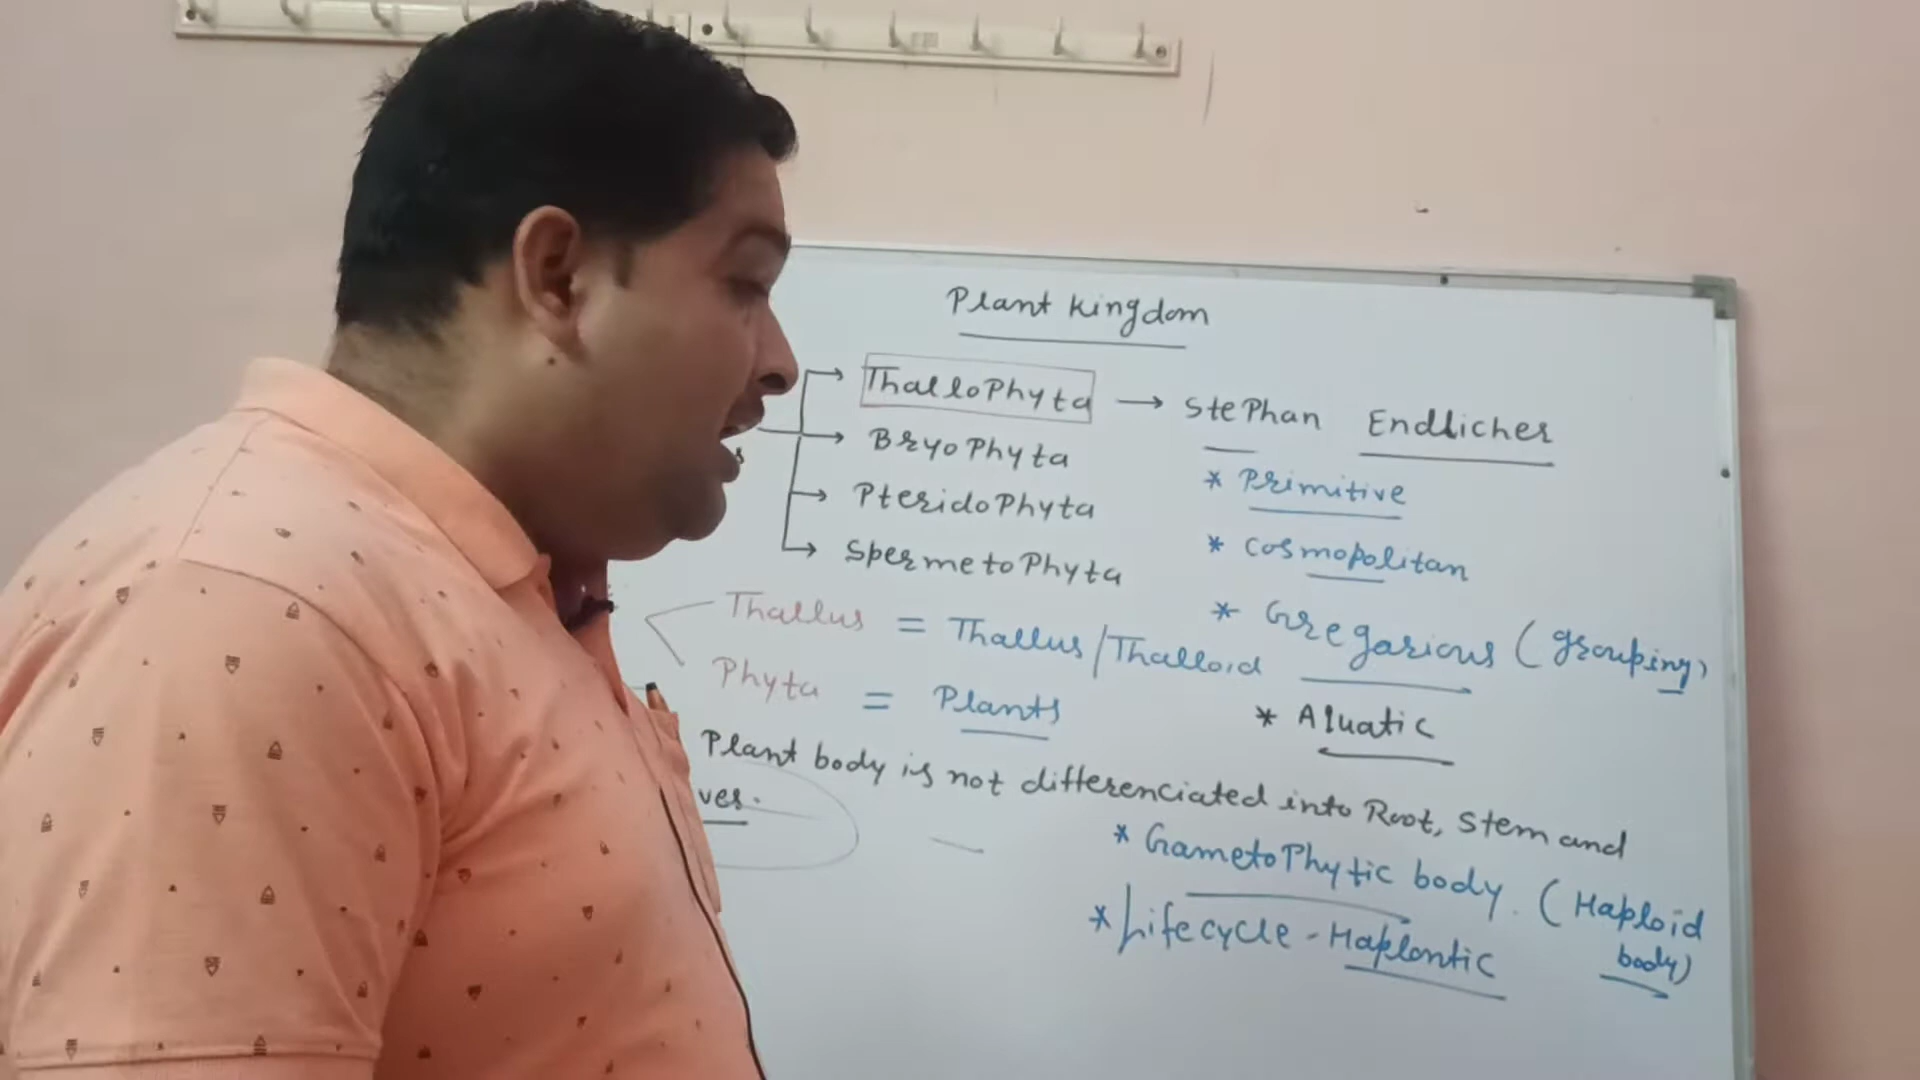 Plant kingdom
ThalloPhyta → StePhan Endlicher
BryoPhyta
PteridoPhyta
SpermetoPhyta
* Primitive
* Cosmopolitan
* Gregarious (grouping)
* Aquatic
Thallus = Thallus/Thalloid
Phyta = Plants
Plant body is not differenciated into Root, Stem and
ves.
* GametoPhytic body. (Haploid
body)
* Lifecycle - Haplontic